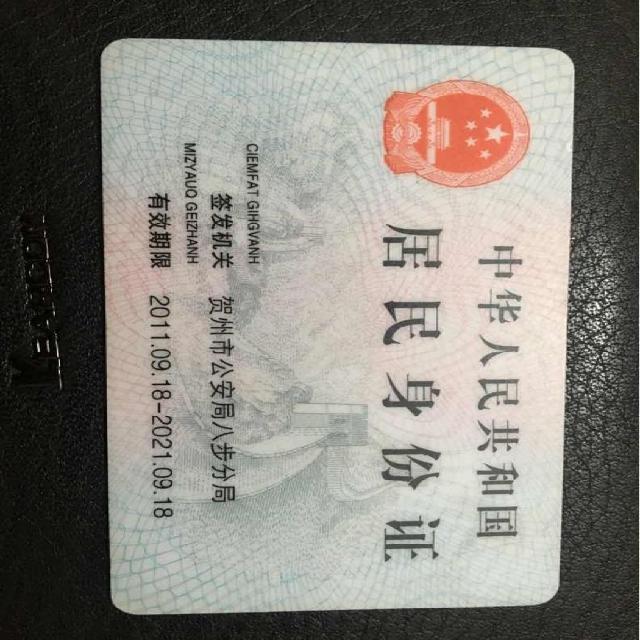 中华人民共和国
居民身份证
CIEMFAT GIHGVANH
签发机关 贺州市公安局八步分局
MIZYAUQ GEIZHANH
有效期限 2011.09.18-2021.09.18